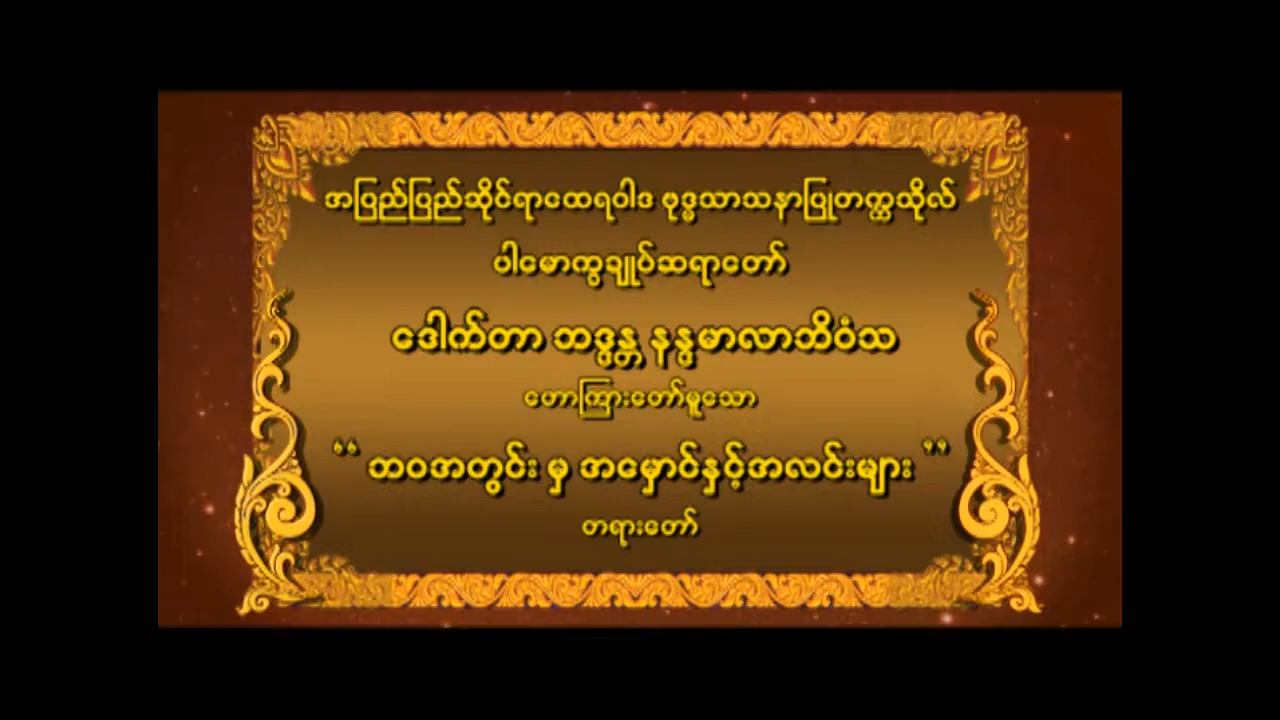 အပြည်ပြည်ဆိုင်ရာထေရဝါဒ ဗုဒ္ဓသာသနာပြုတက္ကသိုလ်
ပါမောက္ခချုပ်ဆရာတော်
ဒေါက်တာ ဘဒ္ဒန္တ နန္ဒမာလာဘိဝံသ
ဟောကြားတော်မူသော
“ ဘဝအတွင်း မှ အမှောင်နှင့်အလင်းများ ”
တရားတော်